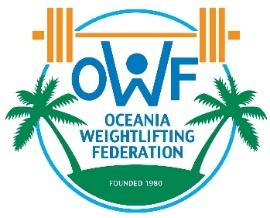 OWF
OCEANIA
WEIGHTLIFTING
FEDERATION
FOUNDED 1980